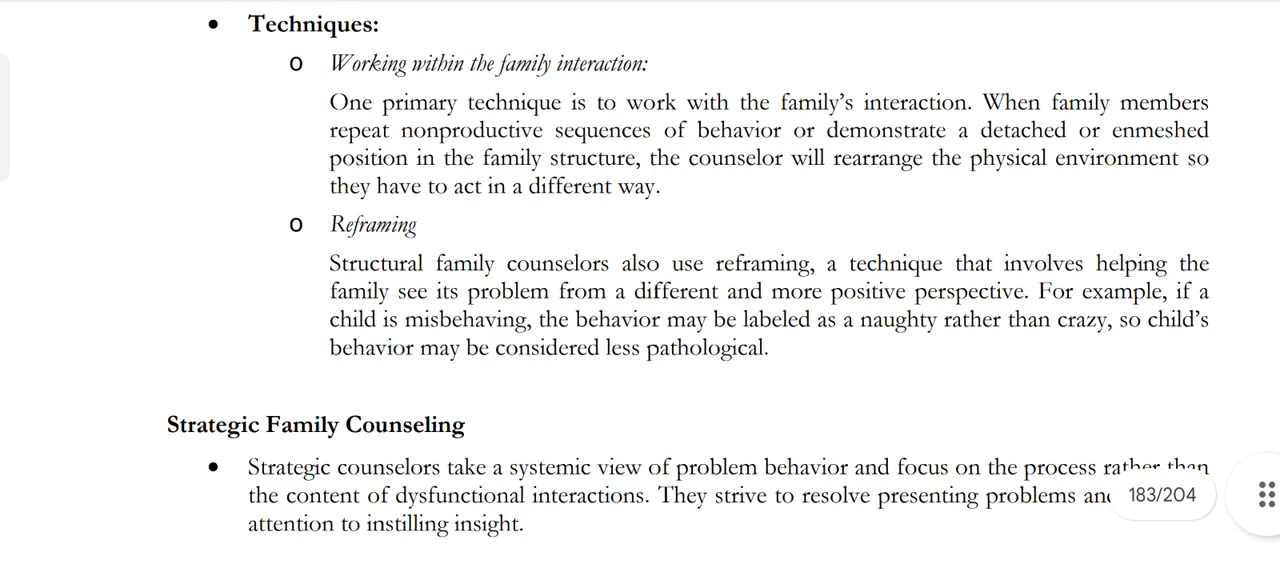 • Techniques:
o Working within the family interaction:
One primary technique is to work with the family's interaction. When family members
repeat nonproductive sequences of behavior or demonstrate a detached or enmeshed
position in the family structure, the counselor will rearrange the physical environment so
they have to act in a different way.
o Reframing
Structural family counselors also use reframing, a technique that involves helping the
family see its problem from a different and more positive perspective. For example, if a
child is misbehaving, the behavior may be labeled as a naughty rather than crazy, so child's
behavior may be considered less pathological.
Strategic Family Counseling
• Strategic counselors take a systemic view of problem behavior and focus on the process rather than
the content of dysfunctional interactions. They strive to resolve presenting problems
183/204
attention to instilling insight.